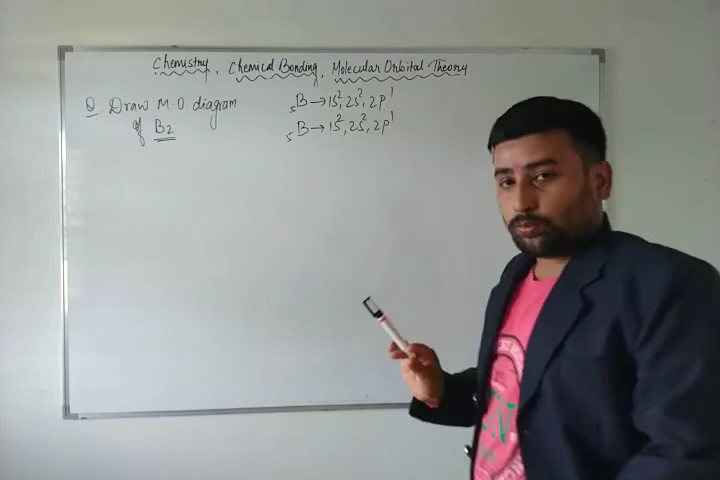 Chemistry, Chemical Bonding, Molecular Orbital Theory
Q. Draw M.O. diagram
of B₂
₅B → 1s², 2s², 2p¹
₅B → 1s², 2s², 2p¹